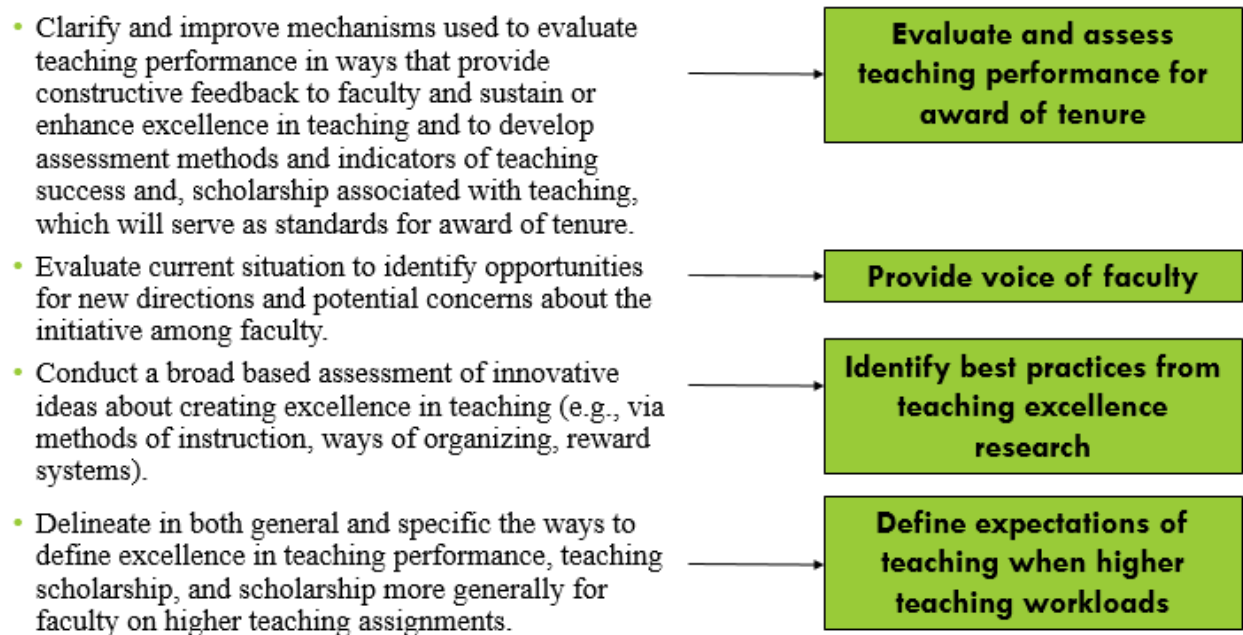 • Clarify and improve mechanisms used to evaluate
teaching performance in ways that provide
constructive feedback to faculty and sustain or
enhance excellence in teaching and to develop
assessment methods and indicators of teaching
success and, scholarship associated with teaching,
which will serve as standards for award of tenure.
Evaluate and assess
teaching performance for
award of tenure
• Evaluate current situation to identify opportunities
for new directions and potential concerns about the
initiative among faculty.
Provide voice of faculty
• Conduct a broad based assessment of innovative
ideas about creating excellence in teaching (e.g., via
methods of instruction, ways of organizing, reward
systems).
Identify best practices from
teaching excellence
research
• Delineate in both general and specific the ways to
define excellence in teaching performance, teaching
scholarship, and scholarship more generally for
faculty on higher teaching assignments.
Define expectations of
teaching when higher
teaching workloads